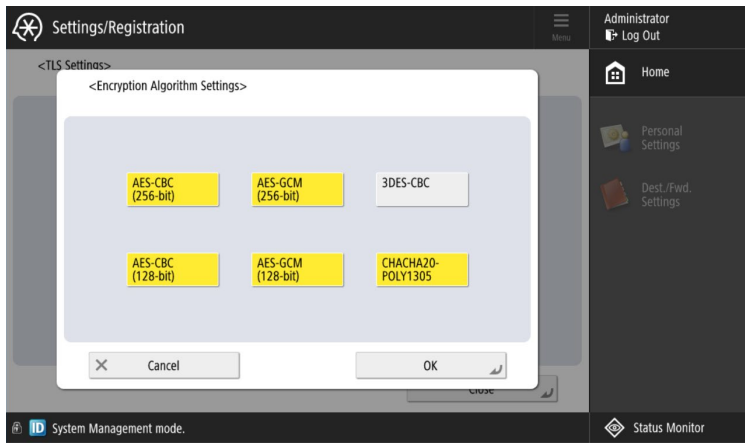 Settings/Registration
Menu
Administrator
Log Out
<TLS Settings>
<Encryption Algorithm Settings>
Home
Personal
Settings
Dest./Fwd.
Settings
AES-CBC
(256-bit)
AES-GCM
(256-bit)
3DES-CBC
AES-CBC
(128-bit)
AES-GCM
(128-bit)
CHACHA20-
POLY1305
Cancel
OK
Close
ID System Management mode.
Status Monitor